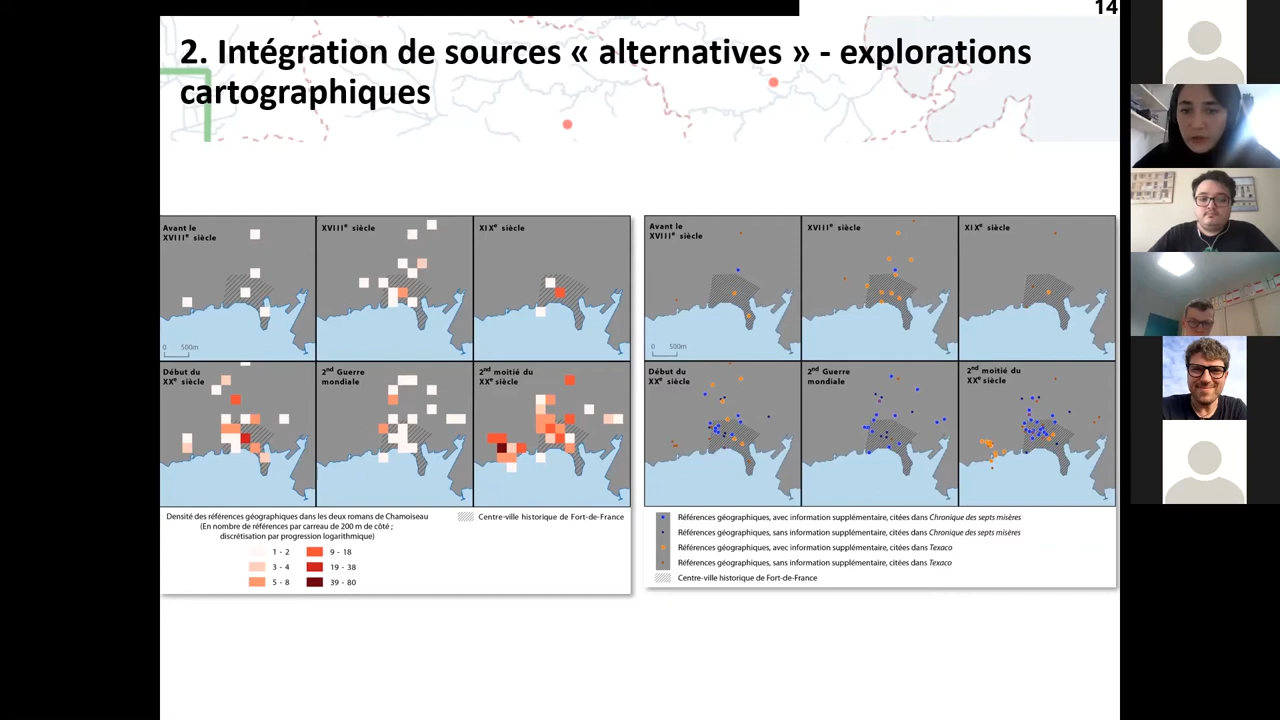 14
2. Intégration de sources « alternatives » - explorations
cartographiques
Avant le
XVIIIe siècle
XVIIIe siècle
XIXe siècle
0 500m
Début du
XXe siècle
2nd Guerre
mondiale
2nd moitié du
XXe siècle
Densité des références géographiques dans les deux romans de Chamoiseau
(En nombre de références par carreau de 200 m de côté ;
discrétisation par progression logarithmique)
1 - 2
3 - 4
5 - 8
9 - 18
19 - 38
39 - 80
Centre-ville historique de Fort-de-France
Avant le
XVIIIe siècle
XVIIIe siècle
XIXe siècle
0 500m
Début du
XXe siècle
2nd Guerre
mondiale
2nd moitié du
XXe siècle
Références géographiques, avec information supplémentaire, citées dans Chronique des septs misères
Références géographiques, sans information supplémentaire, citées dans Chronique des septs misères
Références géographiques, avec information supplémentaire, citées dans Texaco
Références géographiques, sans information supplémentaire, citées dans Texaco
Centre-ville historique de Fort-de-France